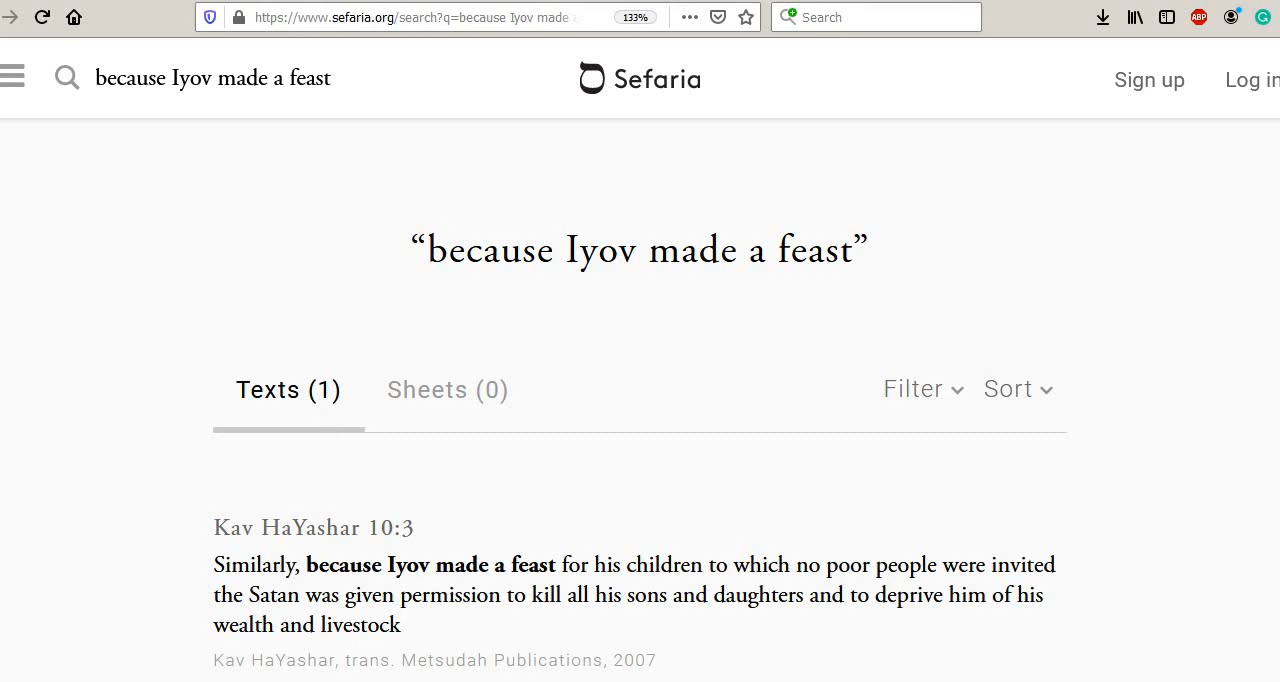 https://www.sefaria.org/search?q=because Iyov made a
133%
Search
ABP
because Iyov made a feast
Sefaria
Sign up
Log in
“because Iyov made a feast”
Texts (1)
Sheets (0)
Filter
Sort
Kav HaYashar 10:3
Similarly, because Iyov made a feast for his children to which no poor people were invited
the Satan was given permission to kill all his sons and daughters and to deprive him of his
wealth and livestock
Kav HaYashar, trans. Metsudah Publications, 2007